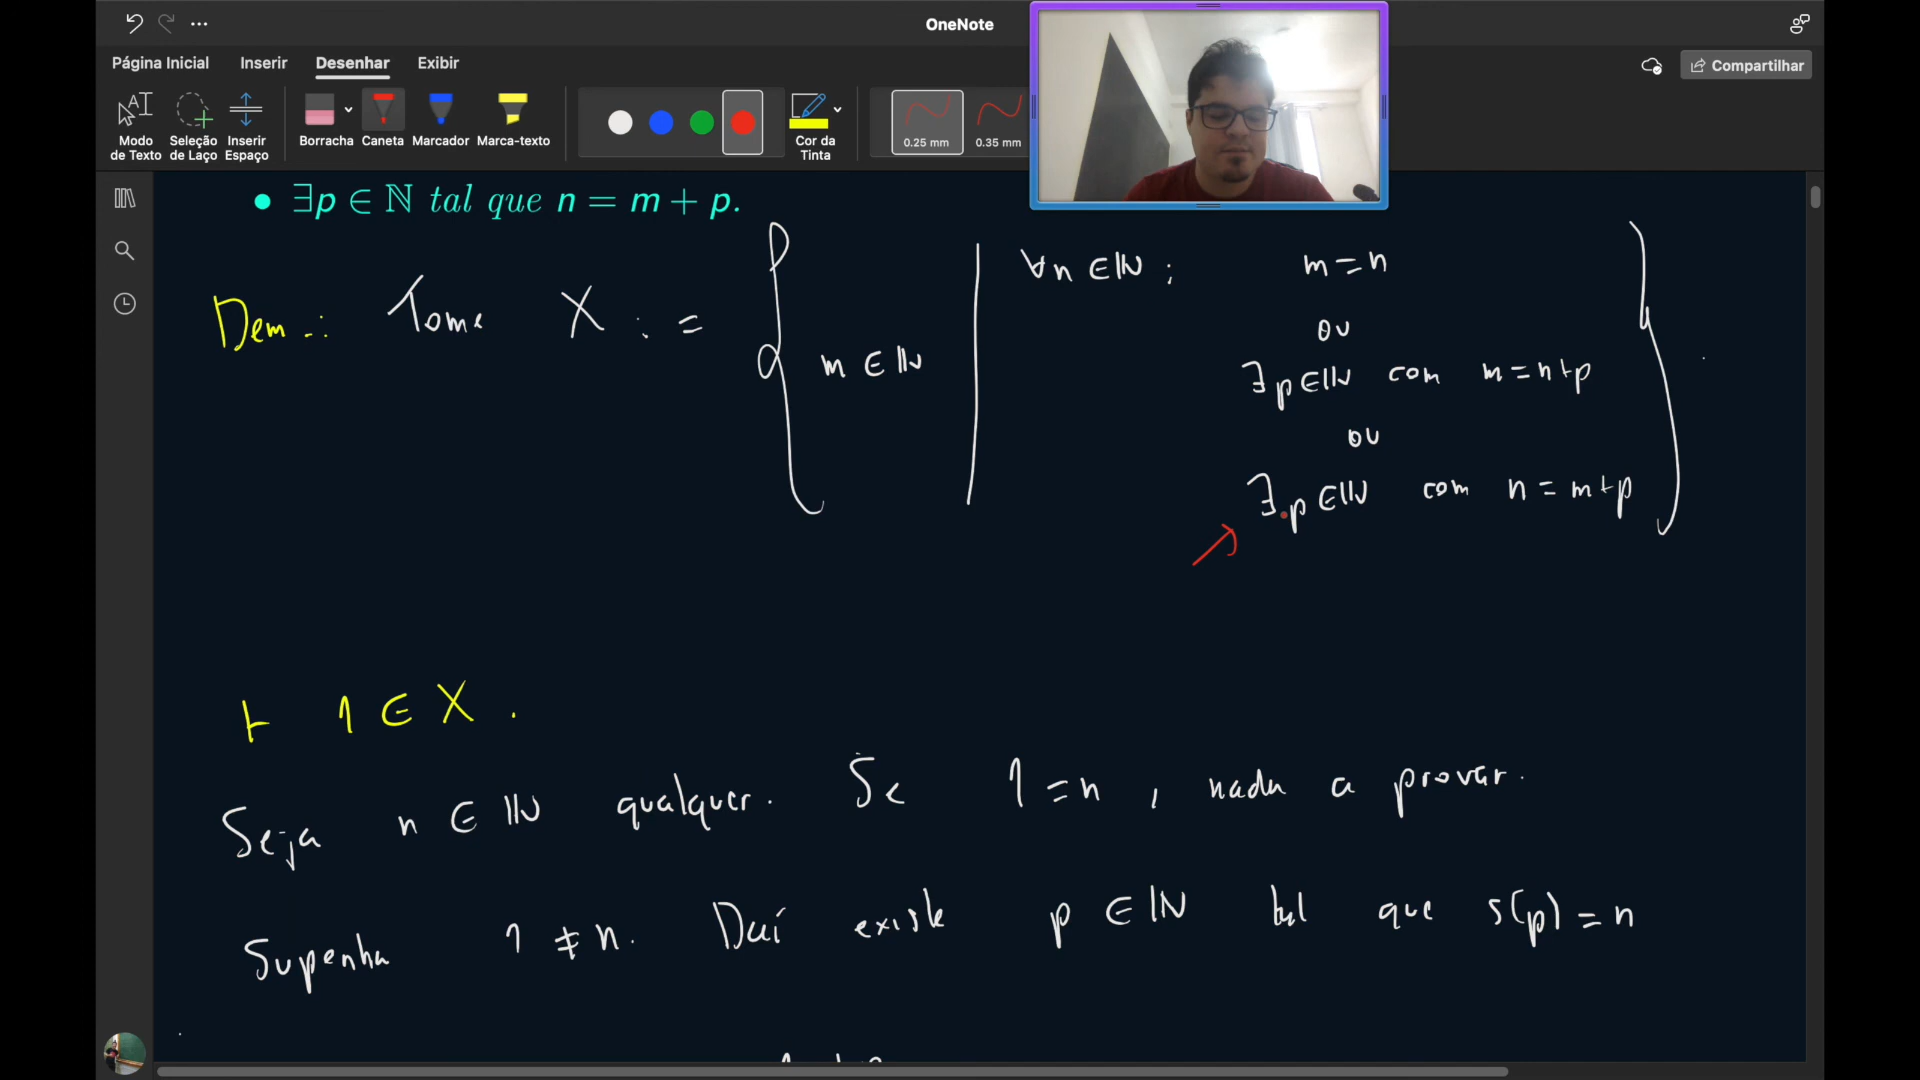 OneNote
Página Inicial Inserir Desenhar Exibir
Compartilhar
Modo de Texto
Seleção de Laço
Inserir Espaço
Borracha
Caneta
Marcador
Marca-texto
Cor da Tinta
0.25 mm
0.35 mm
• ∃p ∈ ℕ tal que n = m + p.
Dem.: Tome X := { m ∈ ℕ | ∀n ∈ ℕ; m = n
ou
∃p ∈ ℕ com m = n+p
ou
∃p ∈ ℕ com n = m+p }
⊢ 1 ∈ X.
Seja n ∈ ℕ qualquer. Se 1 = n, nada a provar.
Suponha 1 ≠ n. Daí existe p ∈ ℕ tal que s(p) = n